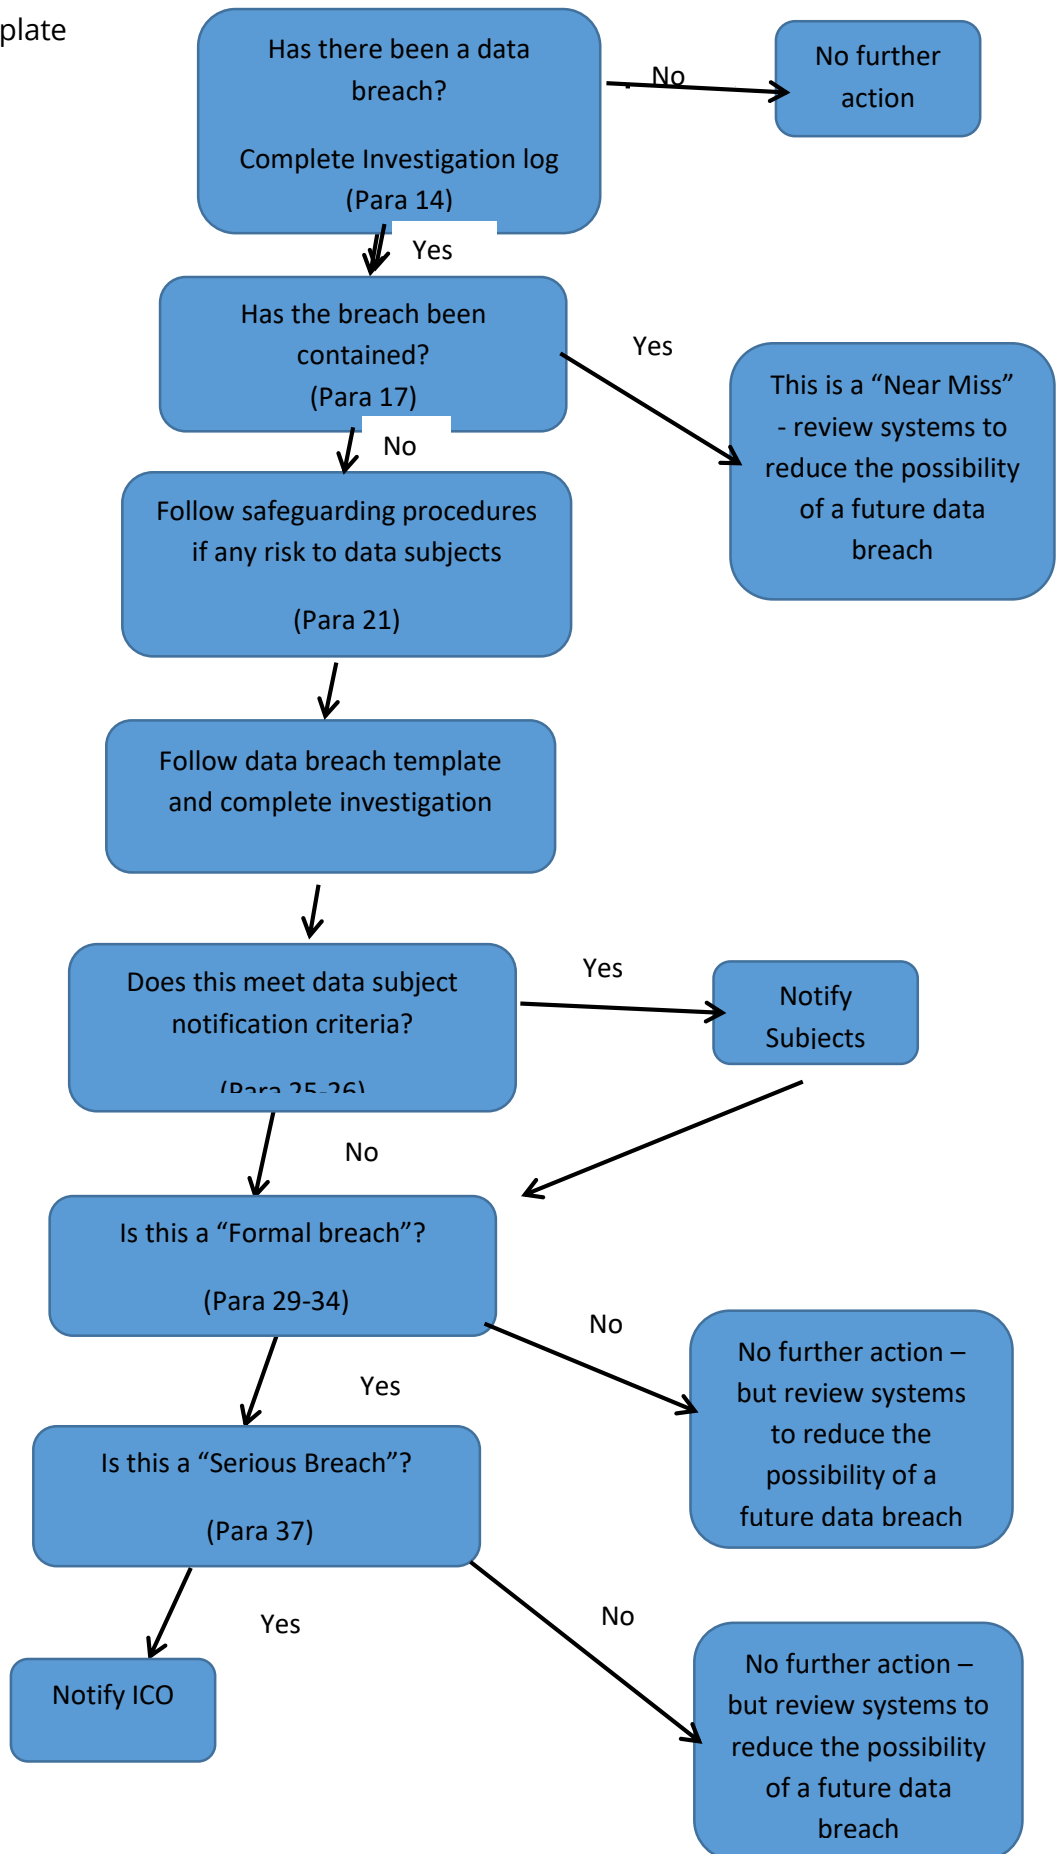 plate
Has there been a data
breach?
Complete Investigation log
(Para 14)
No
No further
action
Yes
Has the breach been
contained?
(Para 17)
Yes
This is a “Near Miss”
- review systems to
reduce the possibility
of a future data
breach
No
Follow safeguarding procedures
if any risk to data subjects
(Para 21)
Follow data breach template
and complete investigation
Does this meet data subject
notification criteria?
(Para 25-26)
Yes
Notify
Subjects
No
Is this a “Formal breach”?
(Para 29-34)
No
No further action –
but review systems
to reduce the
possibility of a
future data breach
Yes
Is this a “Serious Breach”?
(Para 37)
Yes
No
Notify ICO
No further action –
but review systems to
reduce the possibility
of a future data
breach